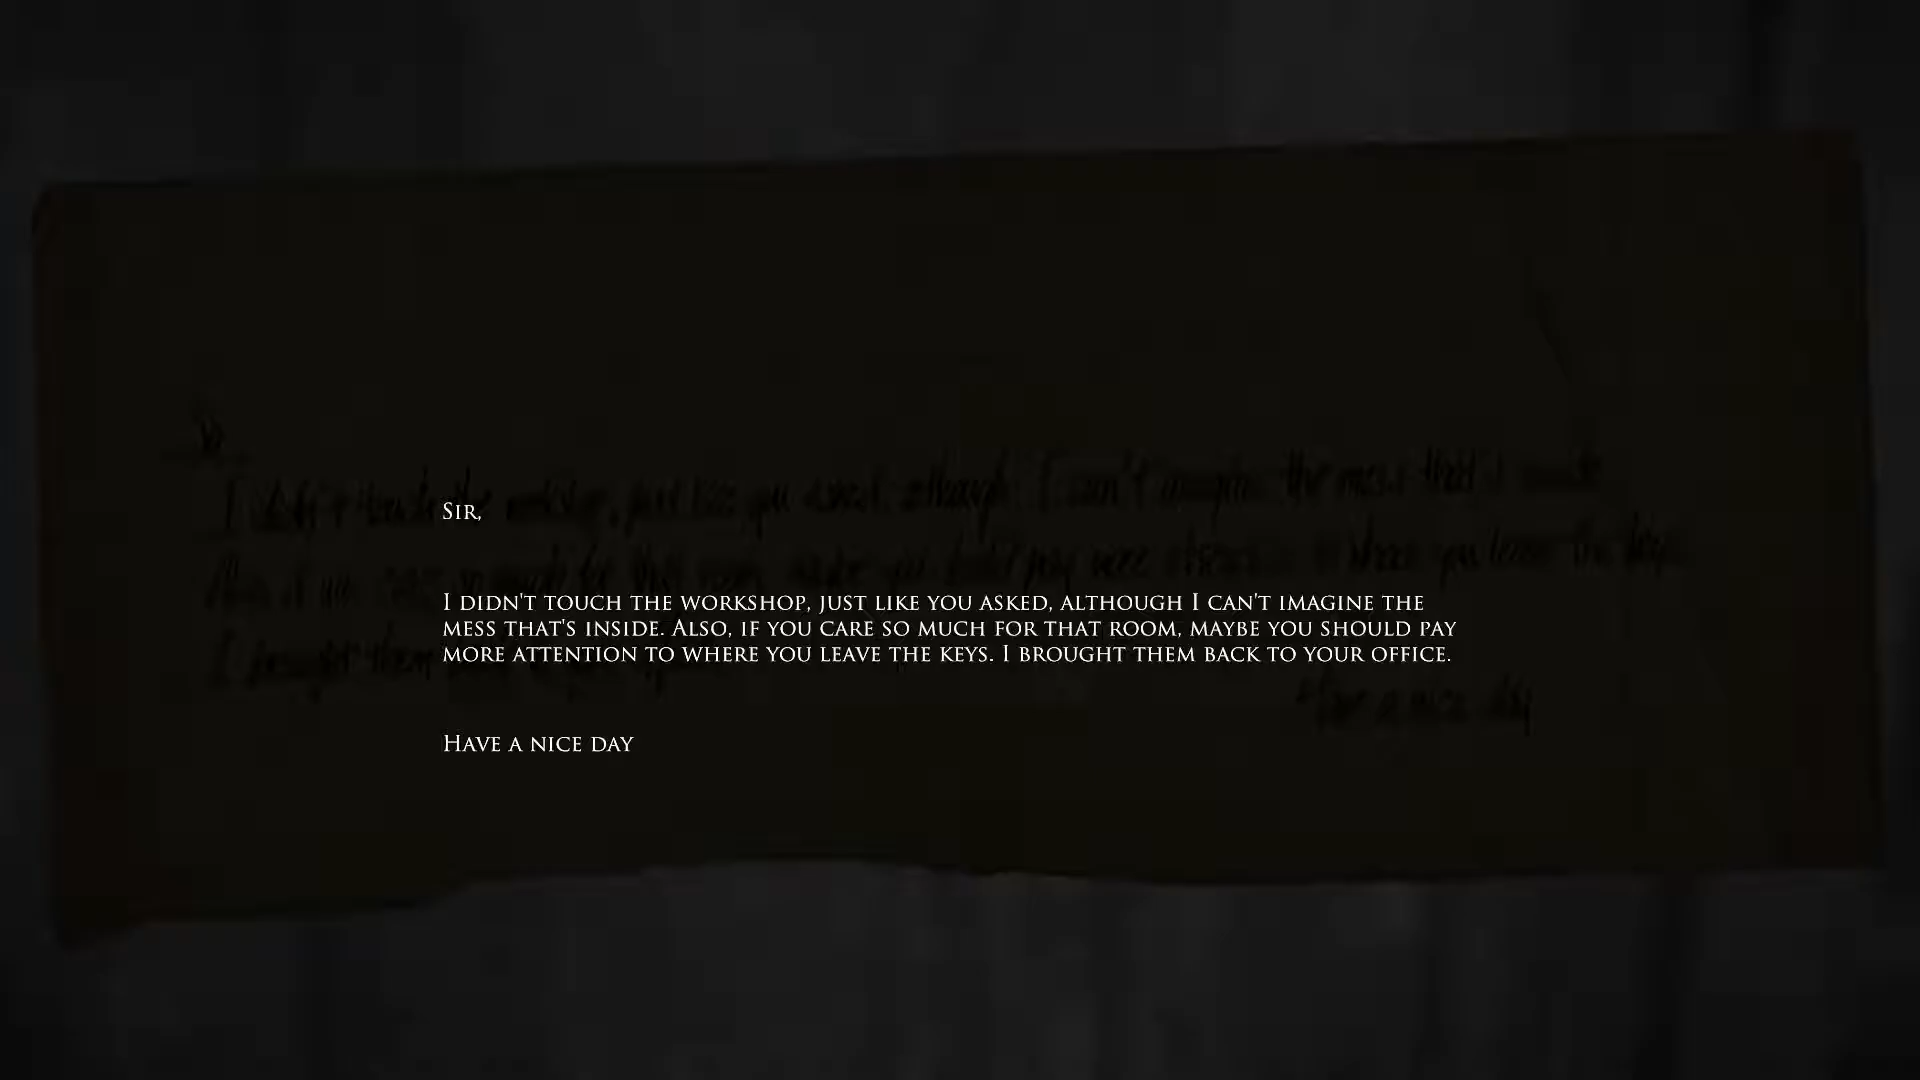 Sir,
I didn't touch the workshop, just like you asked, although I can't imagine the
mess that's inside. Also, if you care so much for that room, maybe you should pay
more attention to where you leave the keys. I brought them back to your office.
Have a nice day